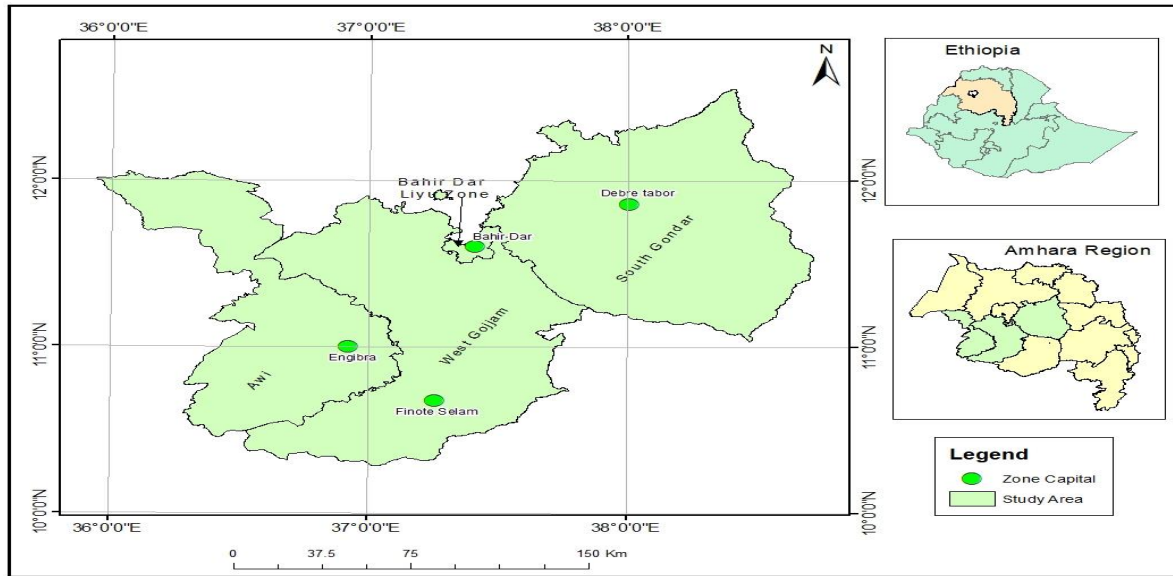 36°0'0"E
37°0'0"E
38°0'0"E
N
12°0'0"N
12°0'0"N
Bahir Dar
Liyu Zone
Debre tabor
Bahir-Dar
South Gondar
West Gojjam
11°0'0"N
11°0'0"N
Engibra
Awi
Finote Selam
10°0'0"N
10°0'0"N
36°0'0"E
37°0'0"E
38°0'0"E
0 37.5 75 150 Km
Ethiopia
Amhara Region
Legend
Zone Capital
Study Area